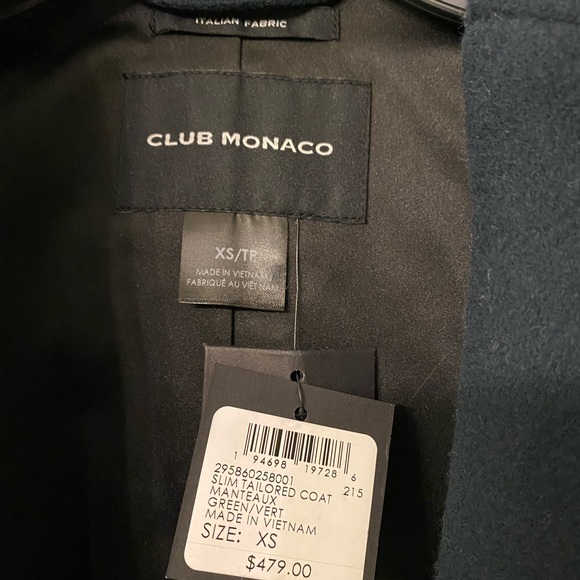 ITALIAN FABRIC
CLUB MONACO
XS/TP
MADE IN VIETNAM/
FABRIQUÉ AU VIET NAM
1 94698 19728 6
295860258001 215
SLIM TAILORED COAT
MANTEAUX
GREEN/VERT
MADE IN VIETNAM
SIZE: XS
$479.00